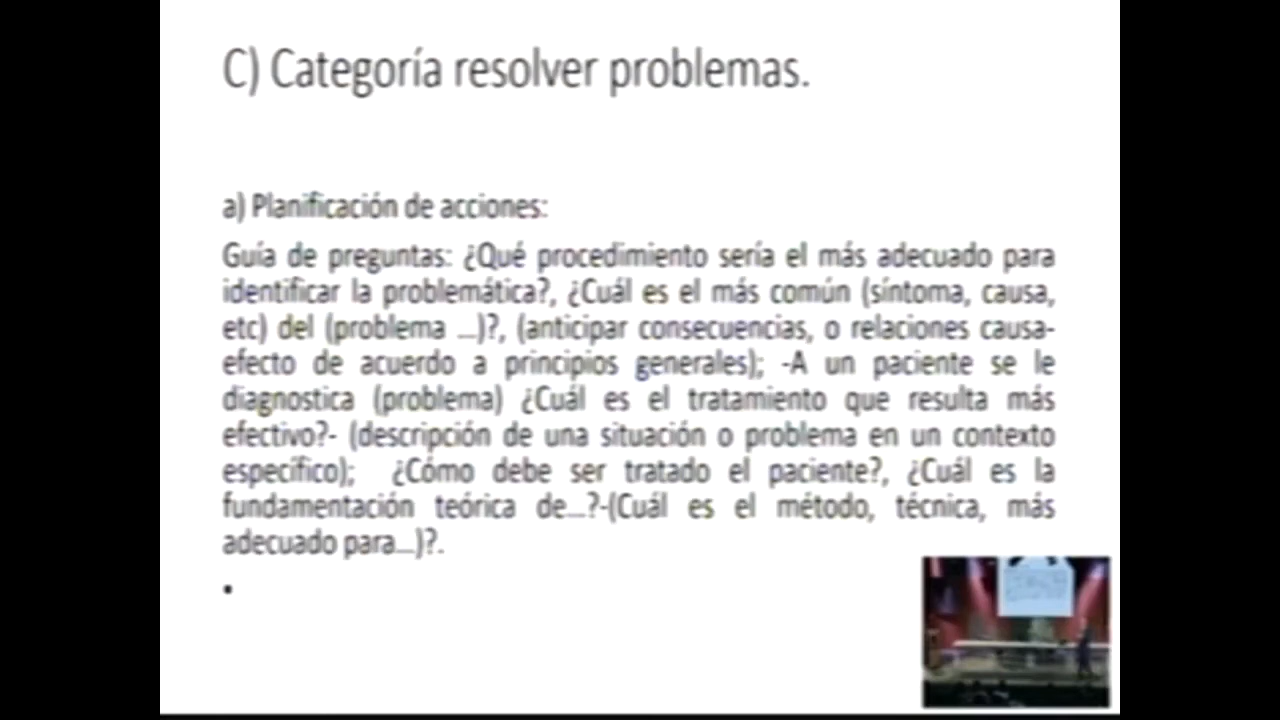 C) Categoría resolver problemas.
a) Planificación de acciones:
Guía de preguntas: ¿Qué procedimiento sería el más adecuado para
identificar la problemática?, ¿Cuál es el más común (síntoma, causa,
etc) del (problema ...)?, (anticipar consecuencias, o relaciones causa-
efecto de acuerdo a principios generales); -A un paciente se le
diagnostica (problema) ¿Cuál es el tratamiento que resulta más
efectivo?- (descripción de una situación o problema en un contexto
específico); ¿Cómo debe ser tratado el paciente?, ¿Cuál es la
fundamentación teórica de...?-(Cuál es el método, técnica, más
adecuado para...)?.
•